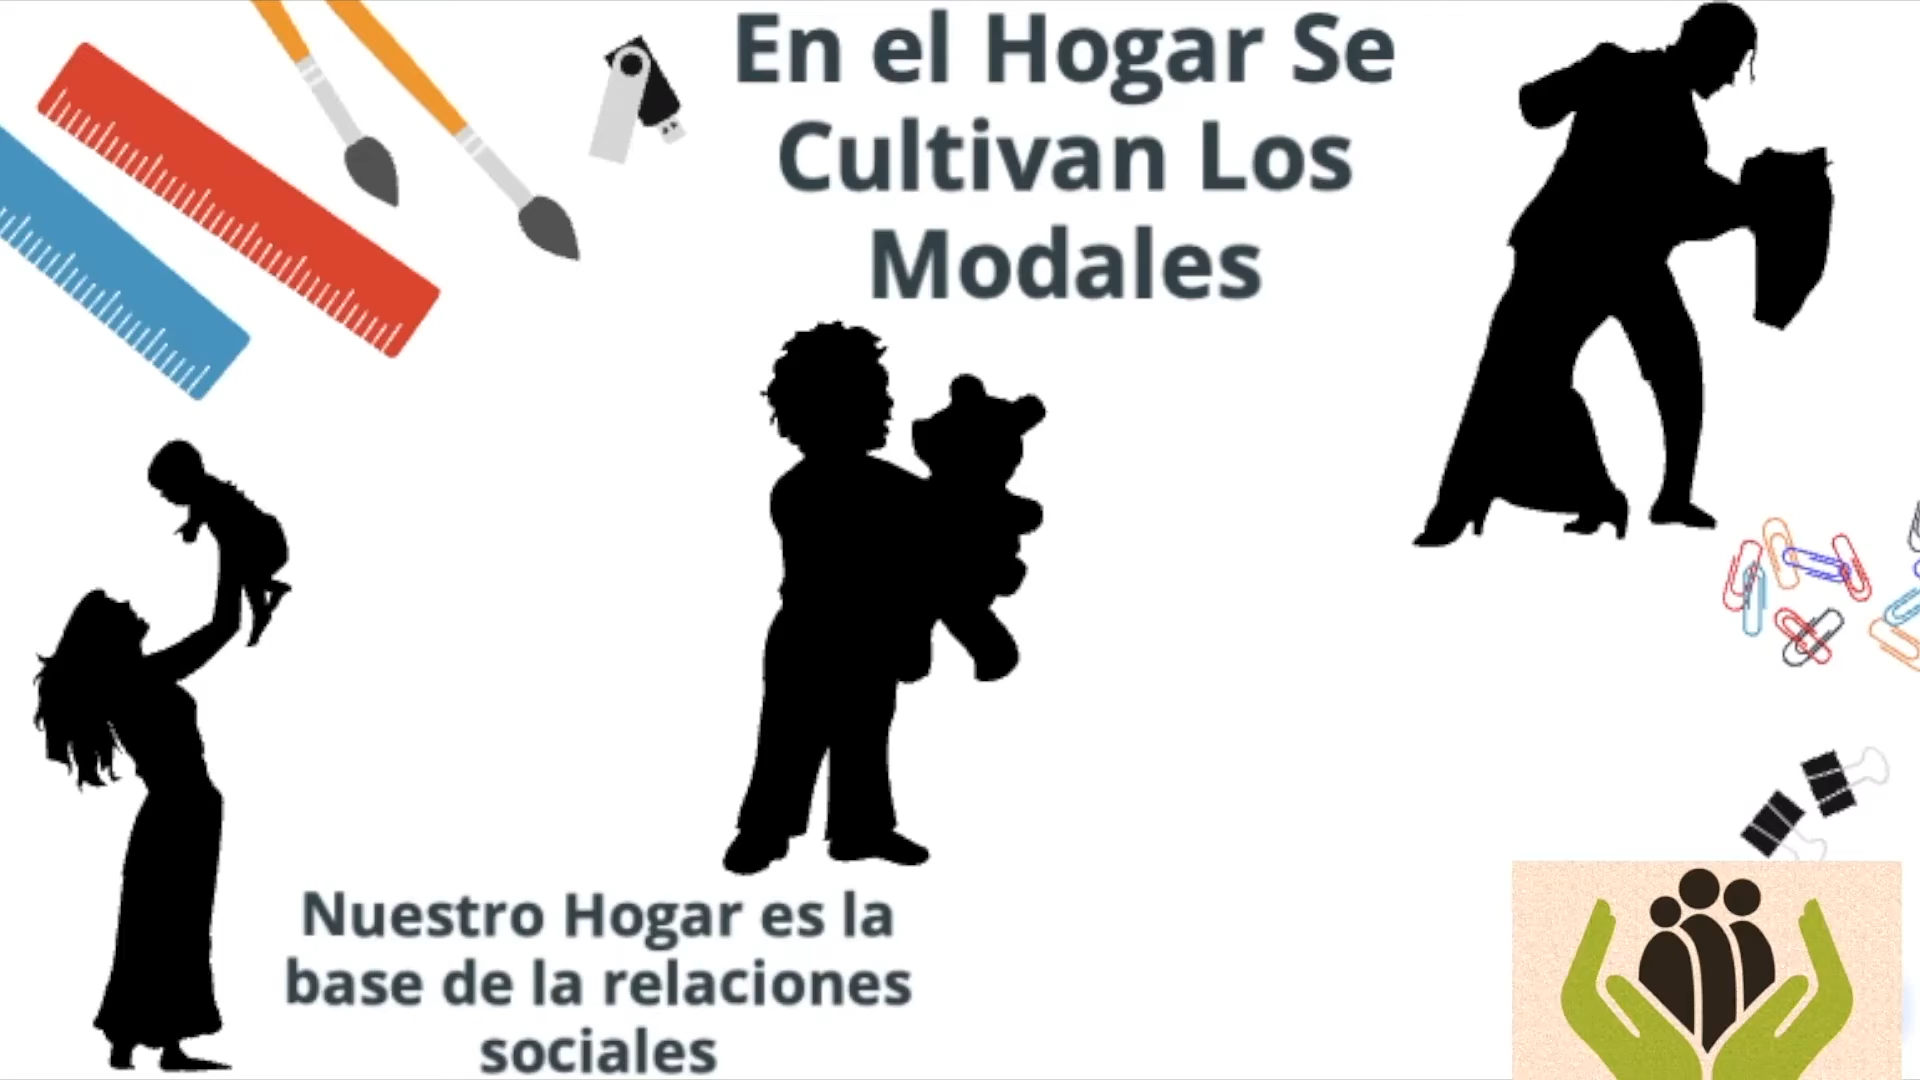 En el Hogar Se
Cultivan Los
Modales
Nuestro Hogar es la
base de la relaciones
sociales